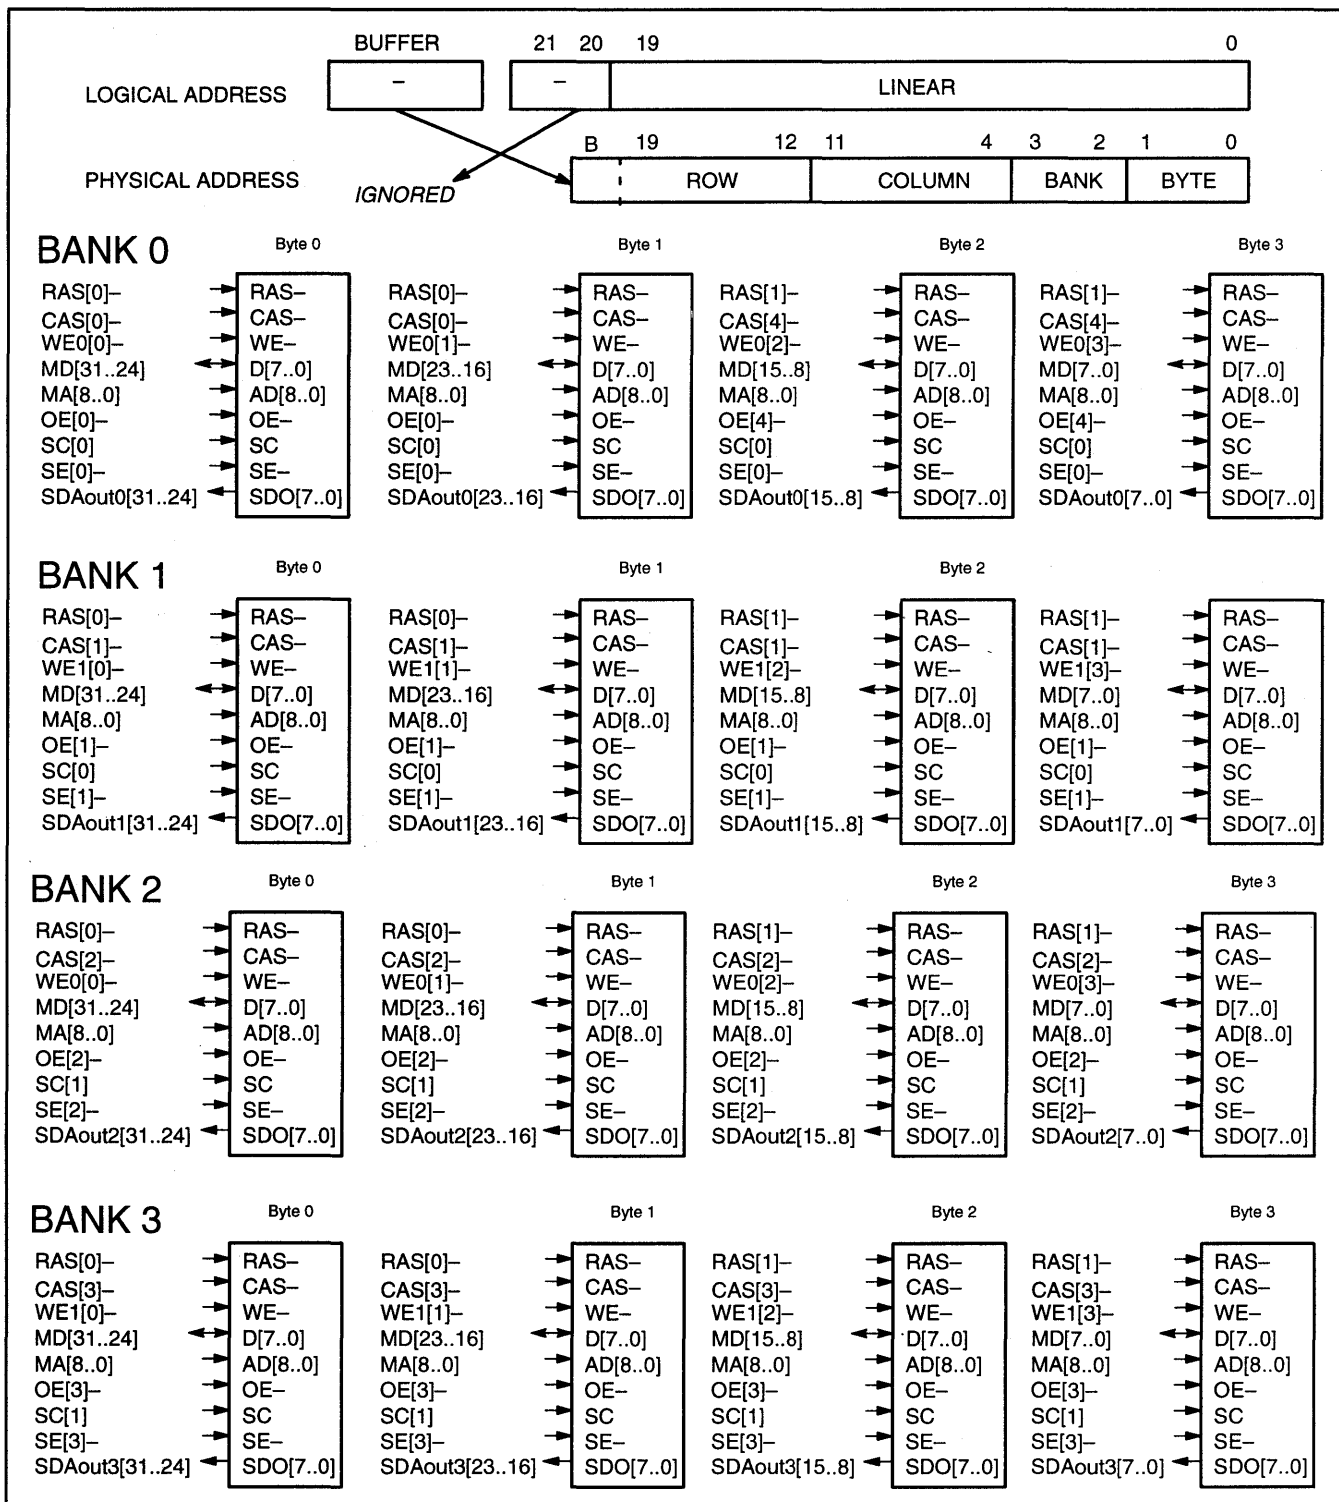 BUFFER 21 20 19 0
LOGICAL ADDRESS – – LINEAR
B 19 12 11 4 3 2 1 0
PHYSICAL ADDRESS IGNORED ROW COLUMN BANK BYTE
BANK 0 Byte 0 Byte 1 Byte 2 Byte 3
RAS[0]– RAS– RAS[0]– RAS– RAS[1]– RAS– RAS[1]– RAS–
CAS[0]– CAS– CAS[0]– CAS– CAS[4]– CAS– CAS[4]– CAS–
WE0[0]– WE– WE0[1]– WE– WE0[2]– WE– WE0[3]– WE–
MD[31..24] D[7..0] MD[23..16] D[7..0] MD[15..8] D[7..0] MD[7..0] D[7..0]
MA[8..0] AD[8..0] MA[8..0] AD[8..0] MA[8..0] AD[8..0] MA[8..0] AD[8..0]
OE[0]– OE– OE[0]– OE– OE[4]– OE– OE[4]– OE–
SC[0] SC SC[0] SC SC[0] SC SC[0] SC
SE[0]– SE– SE[0]– SE– SE[0]– SE– SE[0]– SE–
SDAout0[31..24] SDO[7..0] SDAout0[23..16] SDO[7..0] SDAout0[15..8] SDO[7..0] SDAout0[7..0] SDO[7..0]
BANK 1 Byte 0 Byte 1 Byte 2
RAS[0]– RAS– RAS[0]– RAS– RAS[1]– RAS– RAS[1]– RAS–
CAS[1]– CAS– CAS[1]– CAS– CAS[1]– CAS– CAS[1]– CAS–
WE1[0]– WE– WE1[1]– WE– WE1[2]– WE– WE1[3]– WE–
MD[31..24] D[7..0] MD[23..16] D[7..0] MD[15..8] D[7..0] MD[7..0] D[7..0]
MA[8..0] AD[8..0] MA[8..0] AD[8..0] MA[8..0] AD[8..0] MA[8..0] AD[8..0]
OE[1]– OE– OE[1]– OE– OE[1]– OE– OE[1]– OE–
SC[0] SC SC[0] SC SC[0] SC SC[0] SC
SE[1]– SE– SE[1]– SE– SE[1]– SE– SE[1]– SE–
SDAout1[31..24] SDO[7..0] SDAout1[23..16] SDO[7..0] SDAout1[15..8] SDO[7..0] SDAout1[7..0] SDO[7..0]
BANK 2 Byte 0 Byte 1 Byte 2 Byte 3
RAS[0]– RAS– RAS[0]– RAS– RAS[1]– RAS– RAS[1]– RAS–
CAS[2]– CAS– CAS[2]– CAS– CAS[2]– CAS– CAS[2]– CAS–
WE0[0]– WE– WE0[1]– WE– WE0[2]– WE– WE0[3]– WE–
MD[31..24] D[7..0] MD[23..16] D[7..0] MD[15..8] D[7..0] MD[7..0] D[7..0]
MA[8..0] AD[8..0] MA[8..0] AD[8..0] MA[8..0] AD[8..0] MA[8..0] AD[8..0]
OE[2]– OE– OE[2]– OE– OE[2]– OE– OE[2]– OE–
SC[1] SC SC[1] SC SC[1] SC SC[1] SC
SE[2]– SE– SE[2]– SE– SE[2]– SE– SE[2]– SE–
SDAout2[31..24] SDO[7..0] SDAout2[23..16] SDO[7..0] SDAout2[15..8] SDO[7..0] SDAout2[7..0] SDO[7..0]
BANK 3 Byte 0 Byte 1 Byte 2 Byte 3
RAS[0]– RAS– RAS[0]– RAS– RAS[1]– RAS– RAS[1]– RAS–
CAS[3]– CAS– CAS[3]– CAS– CAS[3]– CAS– CAS[3]– CAS–
WE1[0]– WE– WE1[1]– WE– WE1[2]– WE– WE1[3]– WE–
MD[31..24] D[7..0] MD[23..16] D[7..0] MD[15..8] D[7..0] MD[7..0] D[7..0]
MA[8..0] AD[8..0] MA[8..0] AD[8..0] MA[8..0] AD[8..0] MA[8..0] AD[8..0]
OE[3]– OE– OE[3]– OE– OE[3]– OE– OE[3]– OE–
SC[1] SC SC[1] SC SC[1] SC SC[1] SC
SE[3]– SE– SE[3]– SE– SE[3]– SE– SE[3]– SE–
SDAout3[31..24] SDO[7..0] SDAout3[23..16] SDO[7..0] SDAout3[15..8] SDO[7..0] SDAout3[7..0] SDO[7..0]